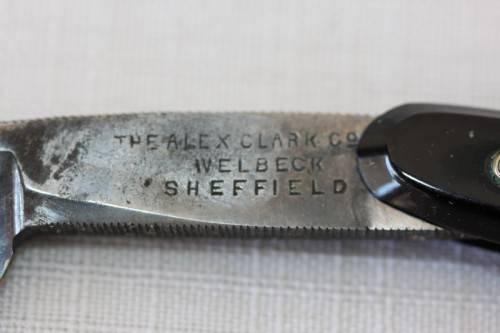 THE ALEX CLARK Co
WELBECK
SHEFFIELD